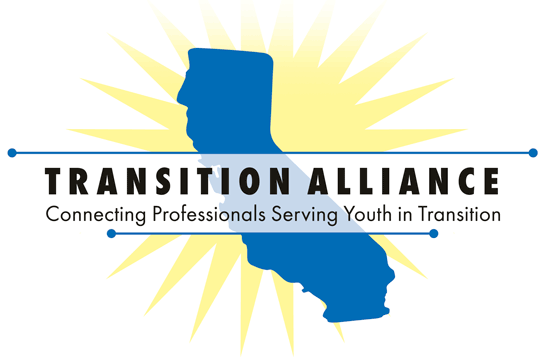 TRANSITION ALLIANCE
Connecting Professionals Serving Youth in Transition